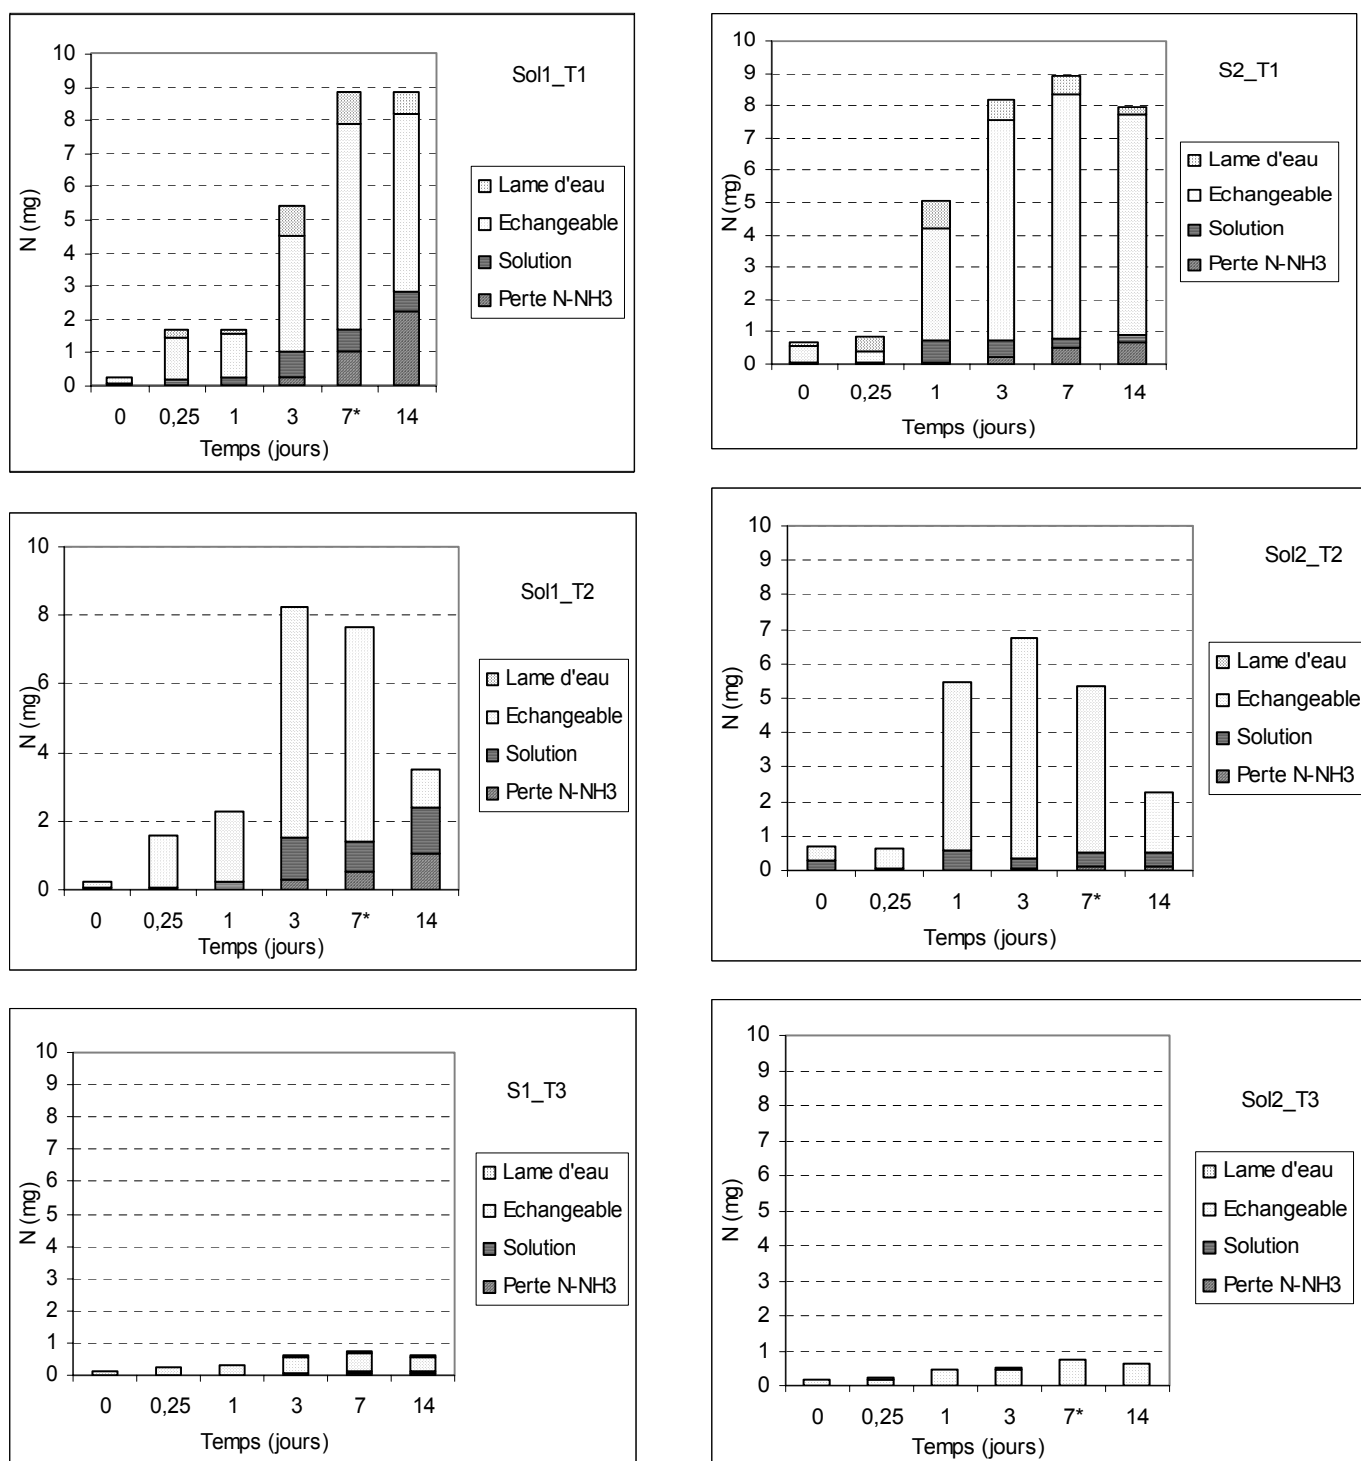 Sol1_T1
N (mg)
10
9
8
7
6
5
4
3
2
1
0
0 0,25 1 3 7* 14
Temps (jours)
Lame d'eau
Echangeable
Solution
Perte N-NH3
S2_T1
N (mg)
10
9
8
7
6
5
4
3
2
1
0
0 0,25 1 3 7 14
Temps (jours)
Lame d'eau
Echangeable
Solution
Perte N-NH3
Sol1_T2
N (mg)
10
8
6
4
2
0
0 0,25 1 3 7* 14
Temps (jours)
Lame d'eau
Echangeable
Solution
Perte N-NH3
Sol2_T2
N (mg)
10
9
8
7
6
5
4
3
2
1
0
0 0,25 1 3 7* 14
Temps (jours)
Lame d'eau
Echangeable
Solution
Perte N-NH3
S1_T3
N (mg)
10
9
8
7
6
5
4
3
2
1
0
0 0,25 1 3 7 14
Temps (jours)
Lame d'eau
Echangeable
Solution
Perte N-NH3
Sol2_T3
N (mg)
10
9
8
7
6
5
4
3
2
1
0
0 0,25 1 3 7* 14
Temps (jours)
Lame d'eau
Echangeable
Solution
Perte N-NH3